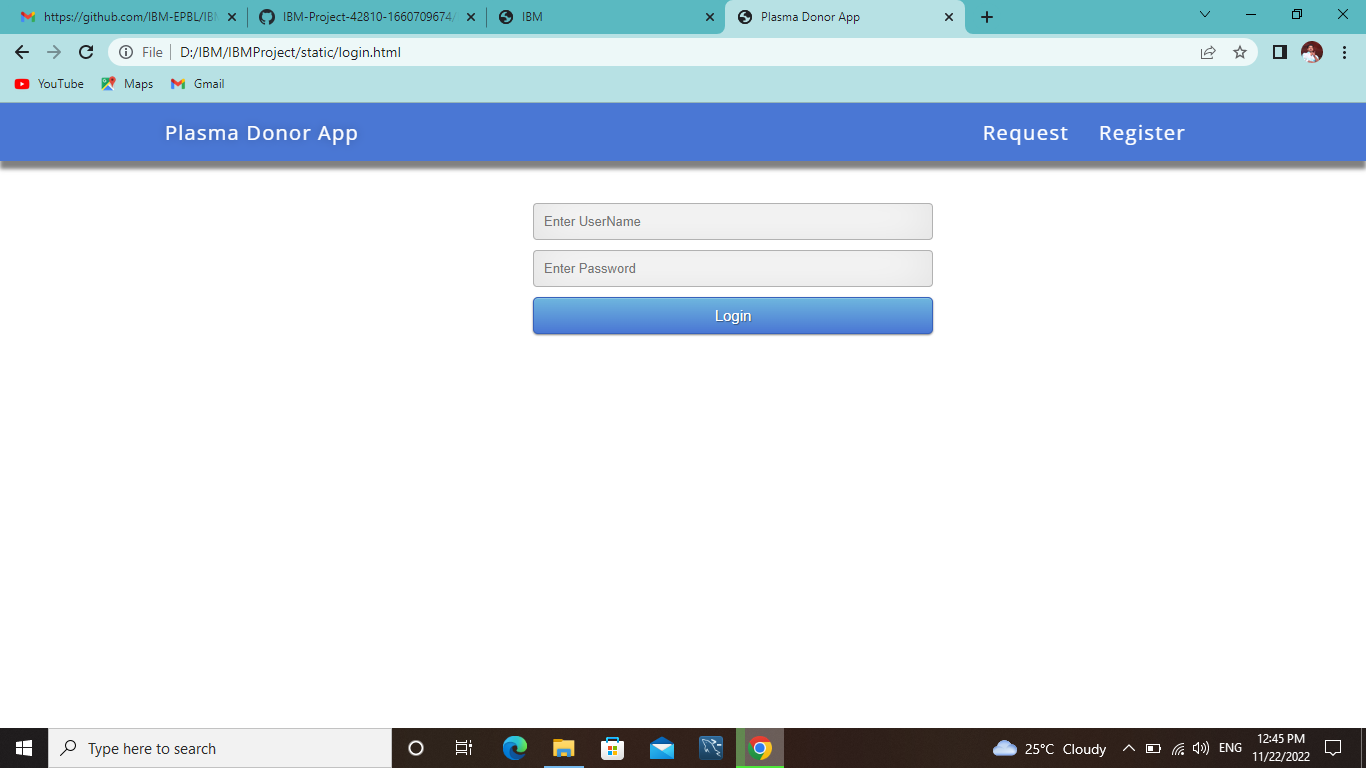 https://github.com/IBM-EPBL/IBM
IBM-Project-42810-1660709674/
IBM
Plasma Donor App
File
D:/IBM/IBMProject/static/login.html
YouTube
Maps
Gmail
Plasma Donor App
Request
Register
Enter UserName
Enter Password
Login
Type here to search
25°C Cloudy
ENG
12:45 PM
11/22/2022